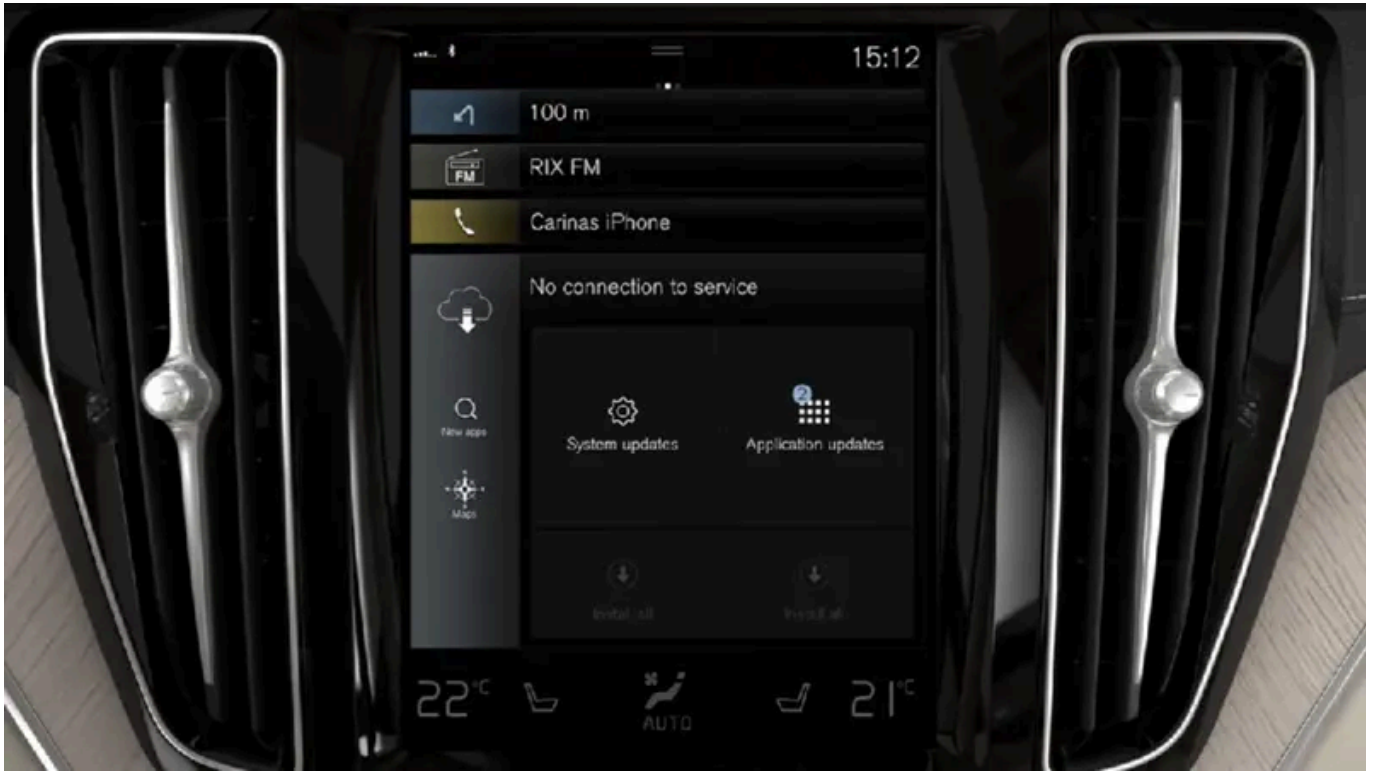 15:12
100 m
FM
RIX FM
Carinas iPhone
No connection to service
2
New apps
System updates
Application updates
Maps
Install all
Install all
22°C
AUTO
21°C